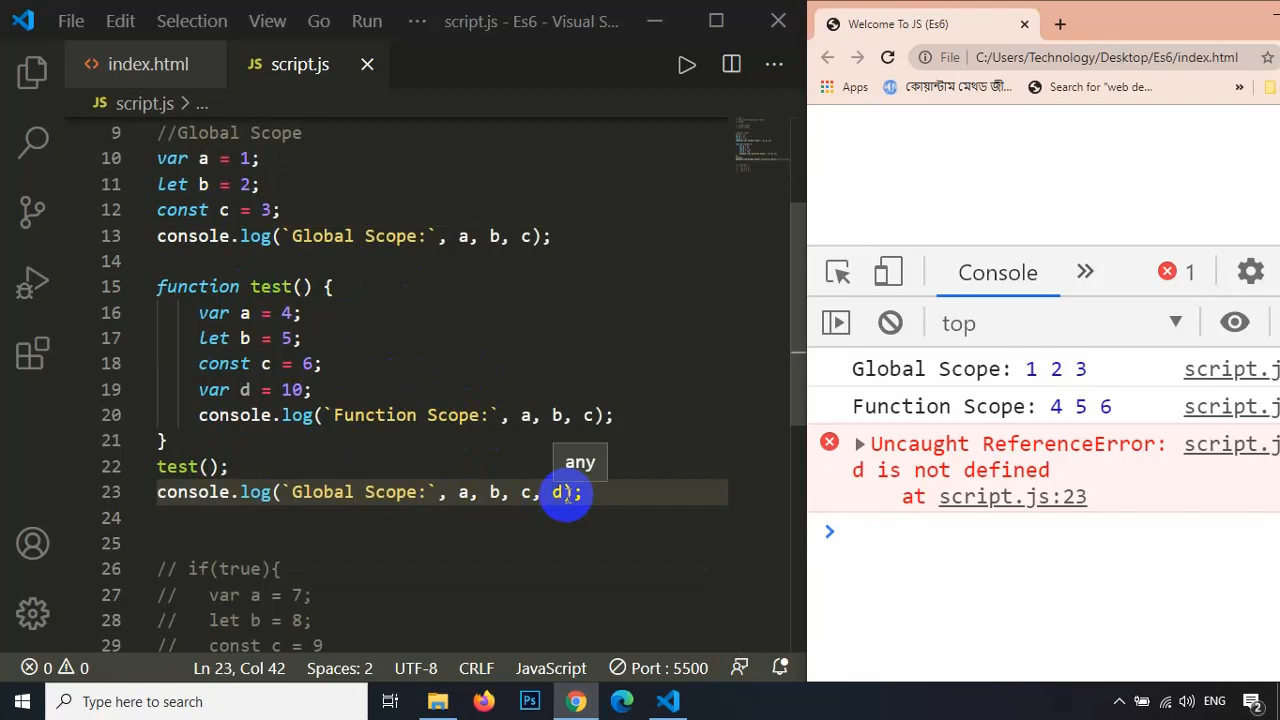 File Edit Selection View Go Run ··· script.js - Es6 - Visual S...
Welcome To JS (Es6)
index.html
JS script.js
File C:/Users/Technology/Desktop/Es6/index.html
Apps কোয়ান্টাম মেথড জী... Search for "web de... »
JS script.js > ...
9 //Global Scope
10 var a = 1;
11 let b = 2;
12 const c = 3;
13 console.log(`Global Scope:`, a, b, c);
14
15 function test() {
16 var a = 4;
17 let b = 5;
18 const c = 6;
19 var d = 10;
20 console.log(`Function Scope:`, a, b, c);
21 }
22 test();
any
23 console.log(`Global Scope:`, a, b, c, d);
24
25
26 // if(true){
27 // var a = 7;
28 // let b = 8;
29 // const c = 9
Console » 1
top
Global Scope: 1 2 3 script.j
Function Scope: 4 5 6 script.j
Uncaught ReferenceError: script.j
d is not defined
at script.js:23
0 0 Ln 23, Col 42 Spaces: 2 UTF-8 CRLF JavaScript Port : 5500
Type here to search Ps ENG 2